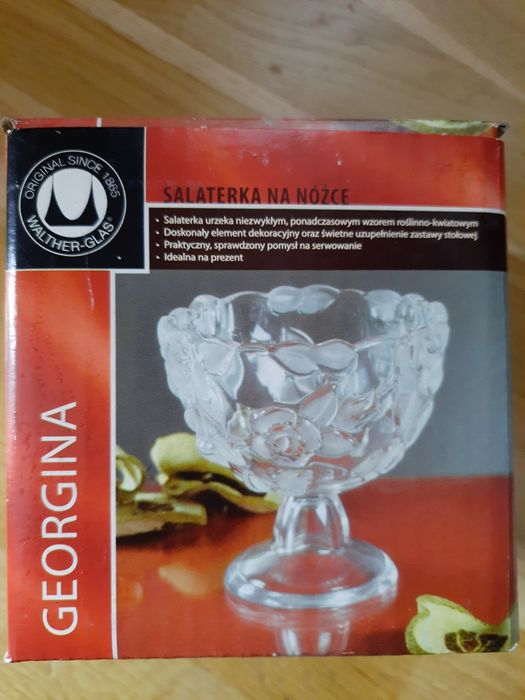 ORIGINAL SINCE 1865
WALTHER-GLAS®
SALATERKA NA NÓŻCE
• Salaterka urzeka niezwykłym, ponadczasowym wzorem roślinno-kwiatowym
• Doskonały element dekoracyjny oraz świetne uzupełnienie zastawy stołowej
• Praktyczny, sprawdzony pomysł na serwowanie
• Idealna na prezent
GEORGINA